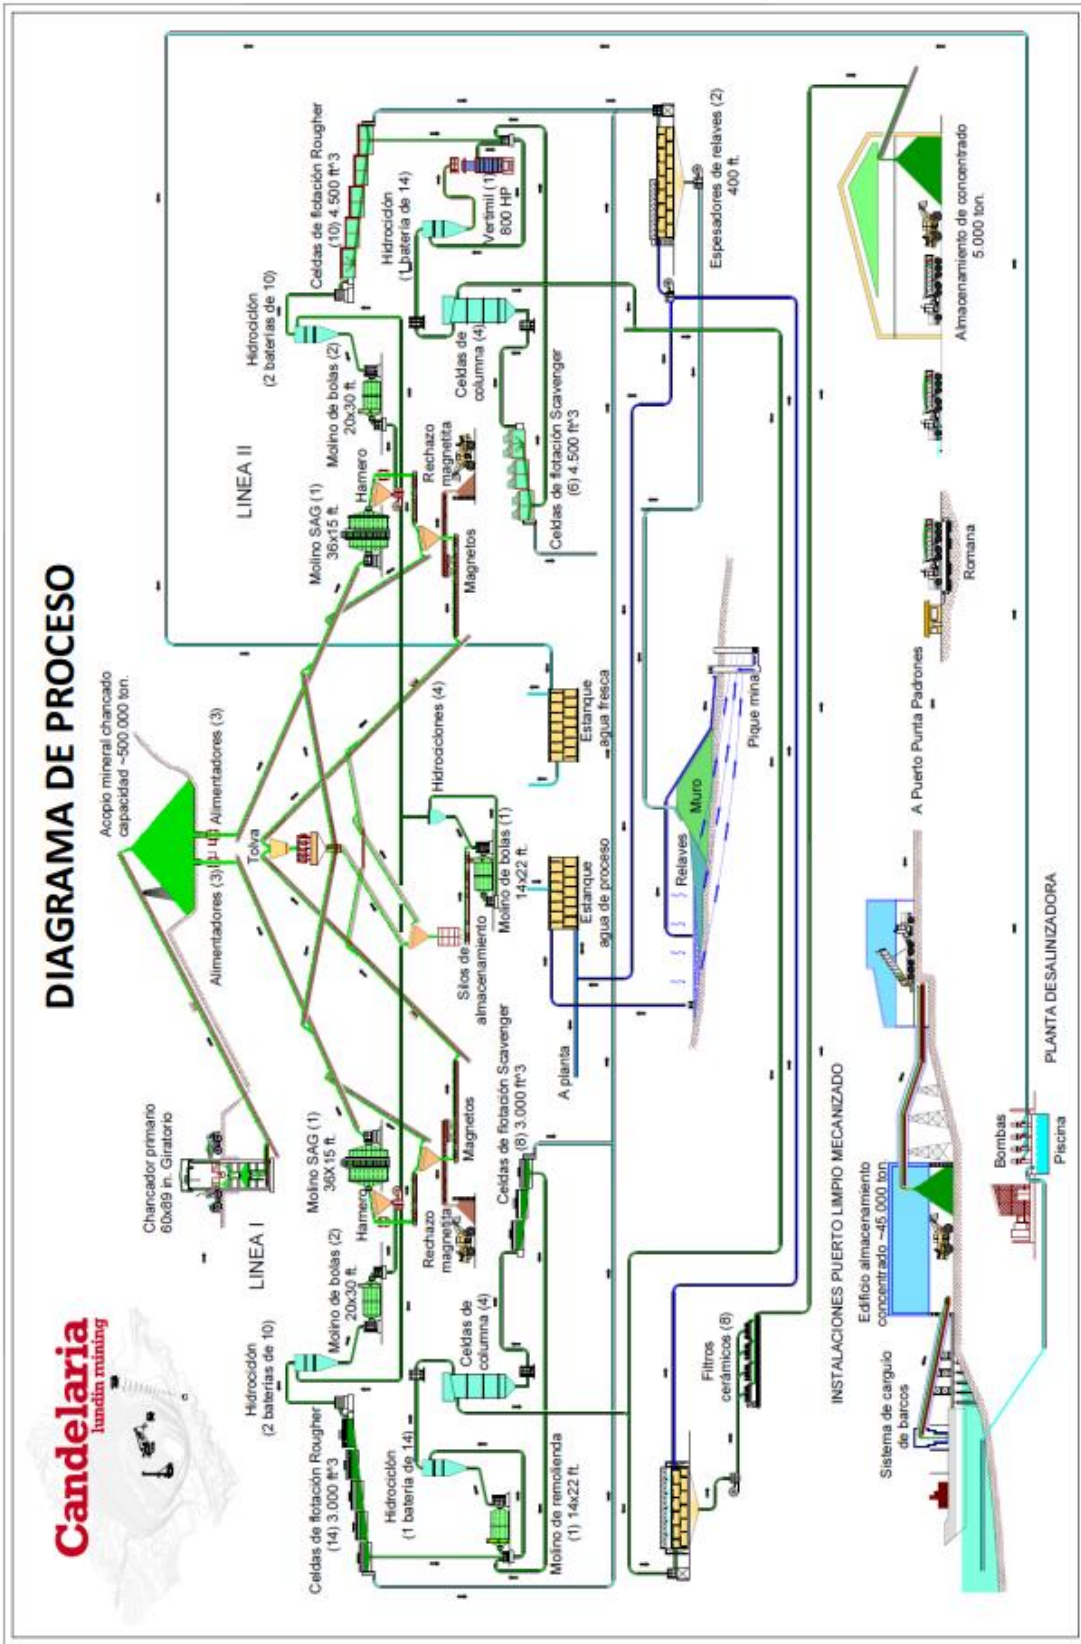 DIAGRAMA DE PROCESO
Candelaria
lundin mining
Chancador primario
60x89 in. Giratorio
Acopio mineral chancado
capacidad ~500.000 ton.
Alimentadores (3)
Alimentadores (3)
Tolva
LINEA I
LINEA II
Hidrociclón
(2 baterías de 10)
Celdas de flotación Rougher
(14) 3.000 ft^3
Molino de bolas (2)
20x30 ft.
Molino SAG (1)
36X15 ft.
Harnero
Rechazo
magnetita
Magnetos
Hidrociclón
(1 batería de 14)
Celdas de
columna (4)
Celdas de flotación Scavenger
(8) 3.000 ft^3
Molino de remolienda
(1) 14x22 ft.
Silos de
almacenamiento
Hidrociclones (4)
Molino de bolas (1)
14x22 ft.
Molino SAG (1)
36x15 ft.
Harnero
Molino de bolas (2)
20x30 ft.
Hidrociclón
(2 baterías de 10)
Celdas de flotación Rougher
(10) 4.500 ft^3
Rechazo
magnetita
Magnetos
Celdas de
columna (4)
Hidrociclón
(1 batería de 14)
Vertimil (1)
800 HP
Celdas de flotación Scavenger
(6) 4.500 ft^3
Estanque
agua de proceso
Estanque
agua fresca
A planta
Relaves
Muro
Pique mina
Espesadores de relaves (2)
400 ft.
Filtros
cerámicos (8)
INSTALACIONES PUERTO LIMPIO MECANIZADO
Sistema de carguío
de barcos
Edificio almacenamiento
concentrado ~45.000 ton.
A Puerto Punta Padrones
Romana
Almacenamiento de concentrado
5.000 ton.
Bombas
Piscina
PLANTA DESALINIZADORA